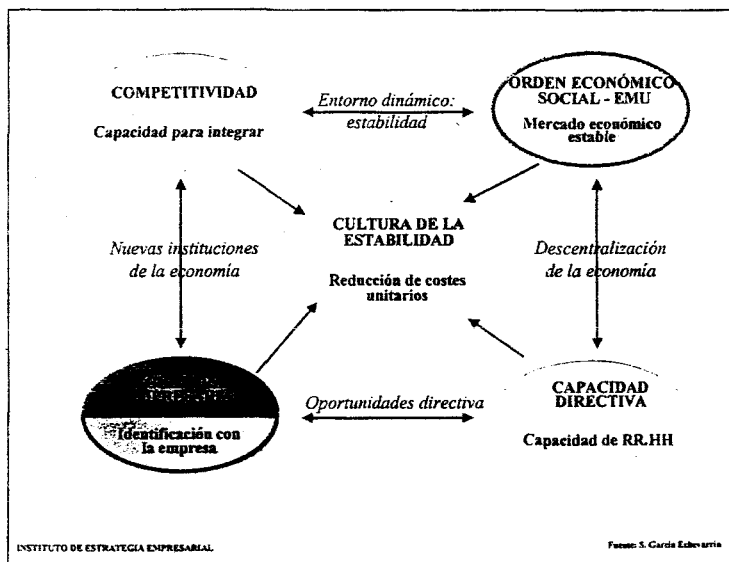 COMPETITIVIDAD
Capacidad para integrar
Entorno dinámico:
estabilidad
ORDEN ECONÓMICO
SOCIAL - EMU
Mercado económico
estable
CULTURA DE LA
ESTABILIDAD
Reducción de costes
unitarios
Nuevas instituciones
de la economía
Descentralización
de la economía
Identificación con
la empresa
Oportunidades directiva
CAPACIDAD
DIRECTIVA
Capacidad de RR.HH
INSTITUTO DE ESTRATEGIA EMPRESARIAL
Fuente: S. García Echevarría